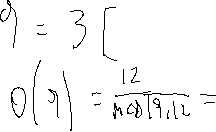 9 = 3 [
O(9) = 12 / MCD(9,12 =